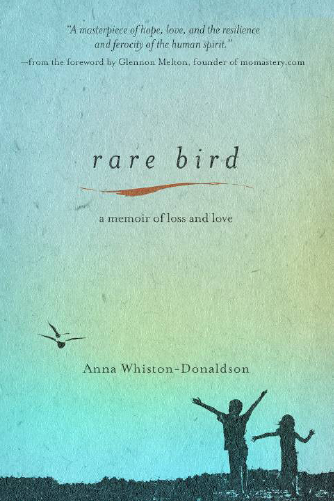 "A masterpiece of hope, love, and the resilience
and ferocity of the human spirit."
—from the foreword by Glennon Melton, founder of momastery.com
rare bird
a memoir of loss and love
Anna Whiston-Donaldson